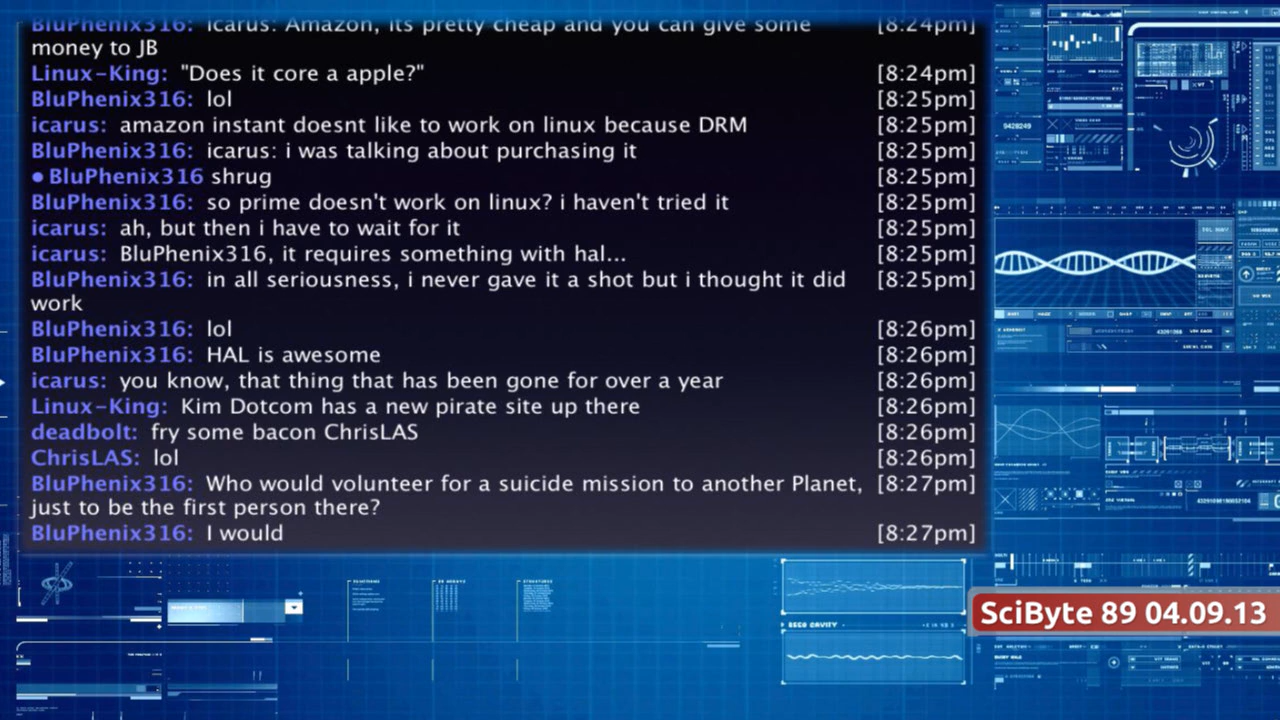 BluPhenix316: icarus: Amazon, its pretty cheap and you can give some [8:24pm]
money to JB
Linux-King: "Does it core a apple?" [8:24pm]
BluPhenix316: lol [8:25pm]
icarus: amazon instant doesnt like to work on linux because DRM [8:25pm]
BluPhenix316: icarus: i was talking about purchasing it [8:25pm]
• BluPhenix316 shrug [8:25pm]
BluPhenix316: so prime doesn't work on linux? i haven't tried it [8:25pm]
icarus: ah, but then i have to wait for it [8:25pm]
icarus: BluPhenix316, it requires something with hal... [8:25pm]
BluPhenix316: in all seriousness, i never gave it a shot but i thought it did [8:25pm]
work
BluPhenix316: lol [8:26pm]
BluPhenix316: HAL is awesome [8:26pm]
icarus: you know, that thing that has been gone for over a year [8:26pm]
Linux-King: Kim Dotcom has a new pirate site up there [8:26pm]
deadbolt: fry some bacon ChrisLAS [8:26pm]
ChrisLAS: lol [8:26pm]
BluPhenix316: Who would volunteer for a suicide mission to another Planet, [8:27pm]
just to be the first person there?
BluPhenix316: I would [8:27pm]
9428249
SciByte 89 04.09.13